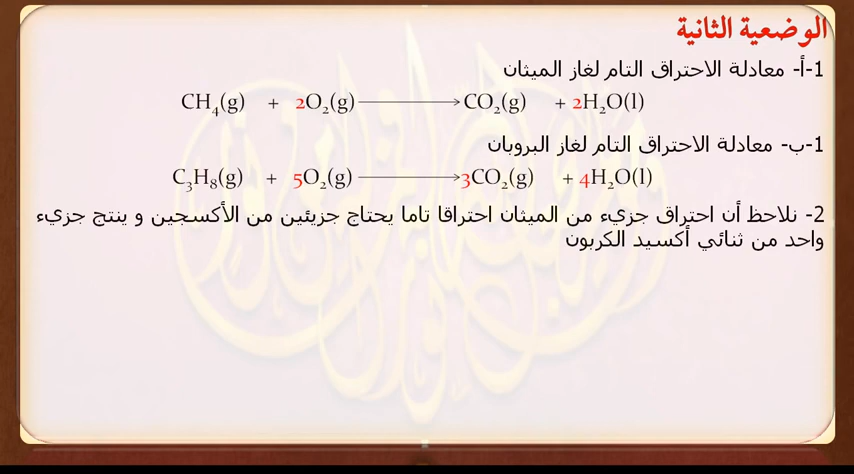 الوضعية الثانية
1-أ- معادلة الاحتراق التام لغاز الميثان
CH₄(g) + 2O₂(g) ⟶ CO₂(g) + 2H₂O(l)
1-ب- معادلة الاحتراق التام لغاز البروبان
C₃H₈(g) + 5O₂(g) ⟶ 3CO₂(g) + 4H₂O(l)
2- نلاحظ أن احتراق جزيء من الميثان احتراقا تاما يحتاج جزيئين من الأكسجين و ينتج جزيء
واحد من ثنائي أكسيد الكربون